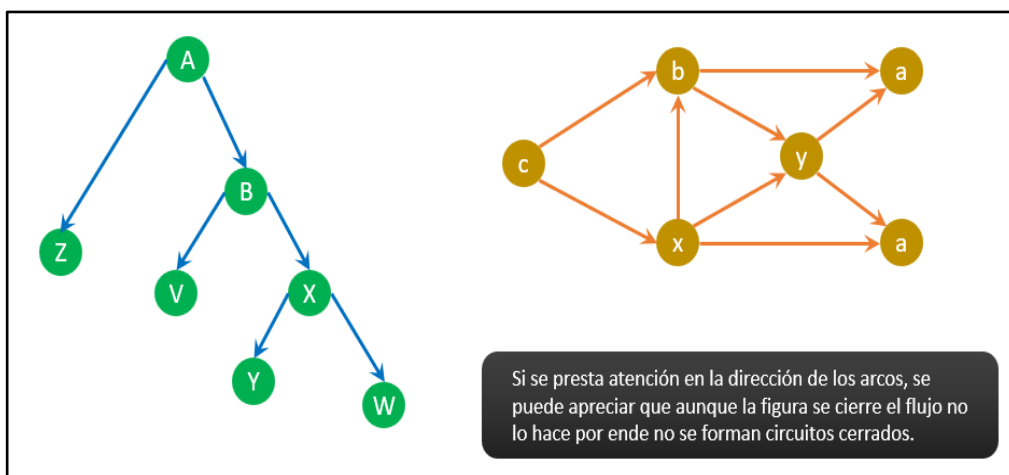 A
B
Z
V
X
Y
W
b
a
c
y
x
a
Si se presta atención en la dirección de los arcos, se
puede apreciar que aunque la figura se cierre el flujo no
lo hace por ende no se forman circuitos cerrados.